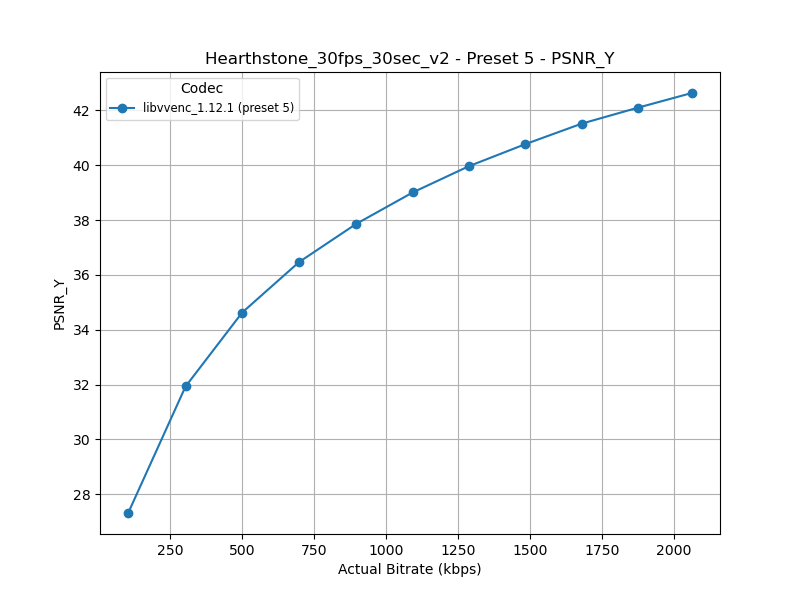 Hearthstone_30fps_30sec_v2 - Preset 5 - PSNR_Y
Codec
libvvenc_1.12.1 (preset 5)
PSNR_Y
42
40
38
36
34
32
30
28
250 500 750 1000 1250 1500 1750 2000
Actual Bitrate (kbps)